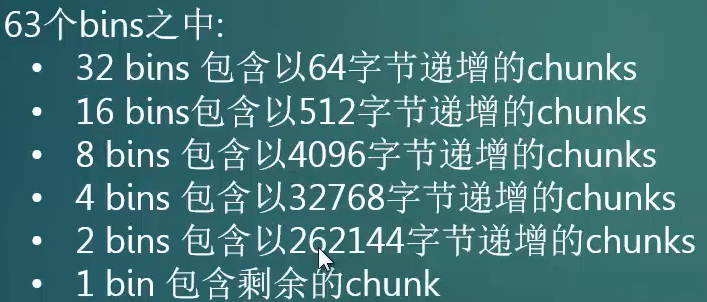 63个bins之中:
• 32 bins 包含以64字节递增的chunks
• 16 bins包含以512字节递增的chunks
• 8 bins 包含以4096字节递增的chunks
• 4 bins 包含以32768字节递增的chunks
• 2 bins 包含以262144字节递增的chunks
• 1 bin 包含剩余的chunk